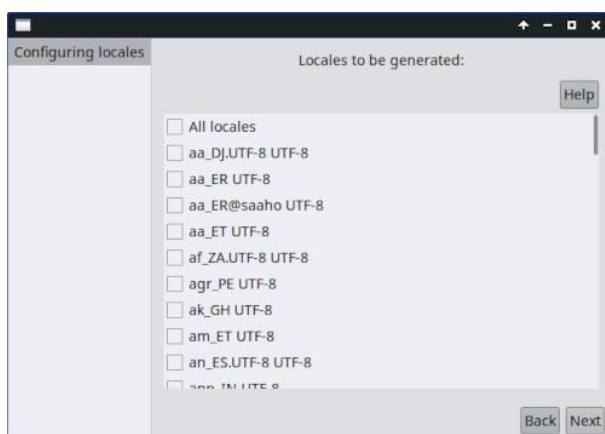 Configuring locales
Locales to be generated:
Help
All locales
aa_DJ.UTF-8 UTF-8
aa_ER UTF-8
aa_ER@saaho UTF-8
aa_ET UTF-8
af_ZA.UTF-8 UTF-8
agr_PE UTF-8
ak_GH UTF-8
am_ET UTF-8
an_ES.UTF-8 UTF-8
Back Next